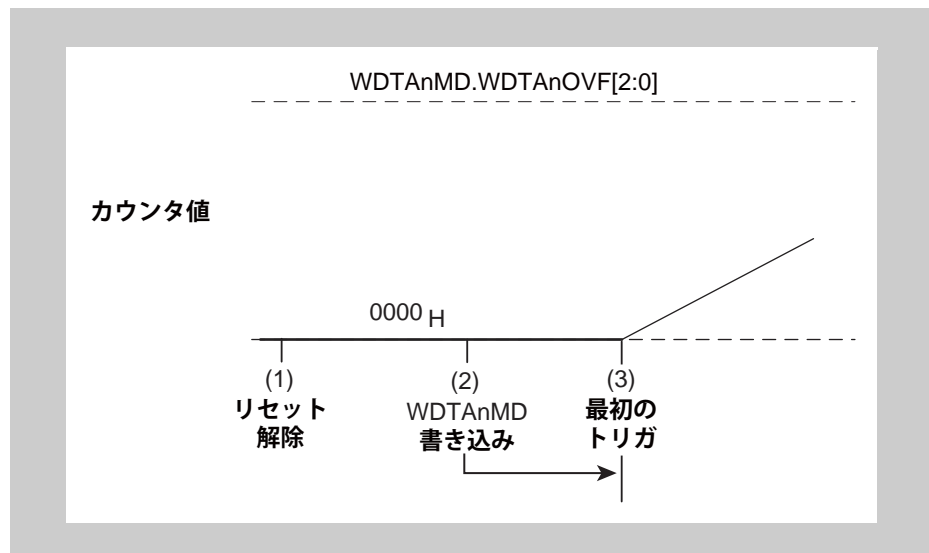 WDTAnMD.WDTAnOVF[2:0]
カウンタ値
0000 H
(1)
リセット
解除
(2)
WDTAnMD
書き込み
(3)
最初の
トリガ